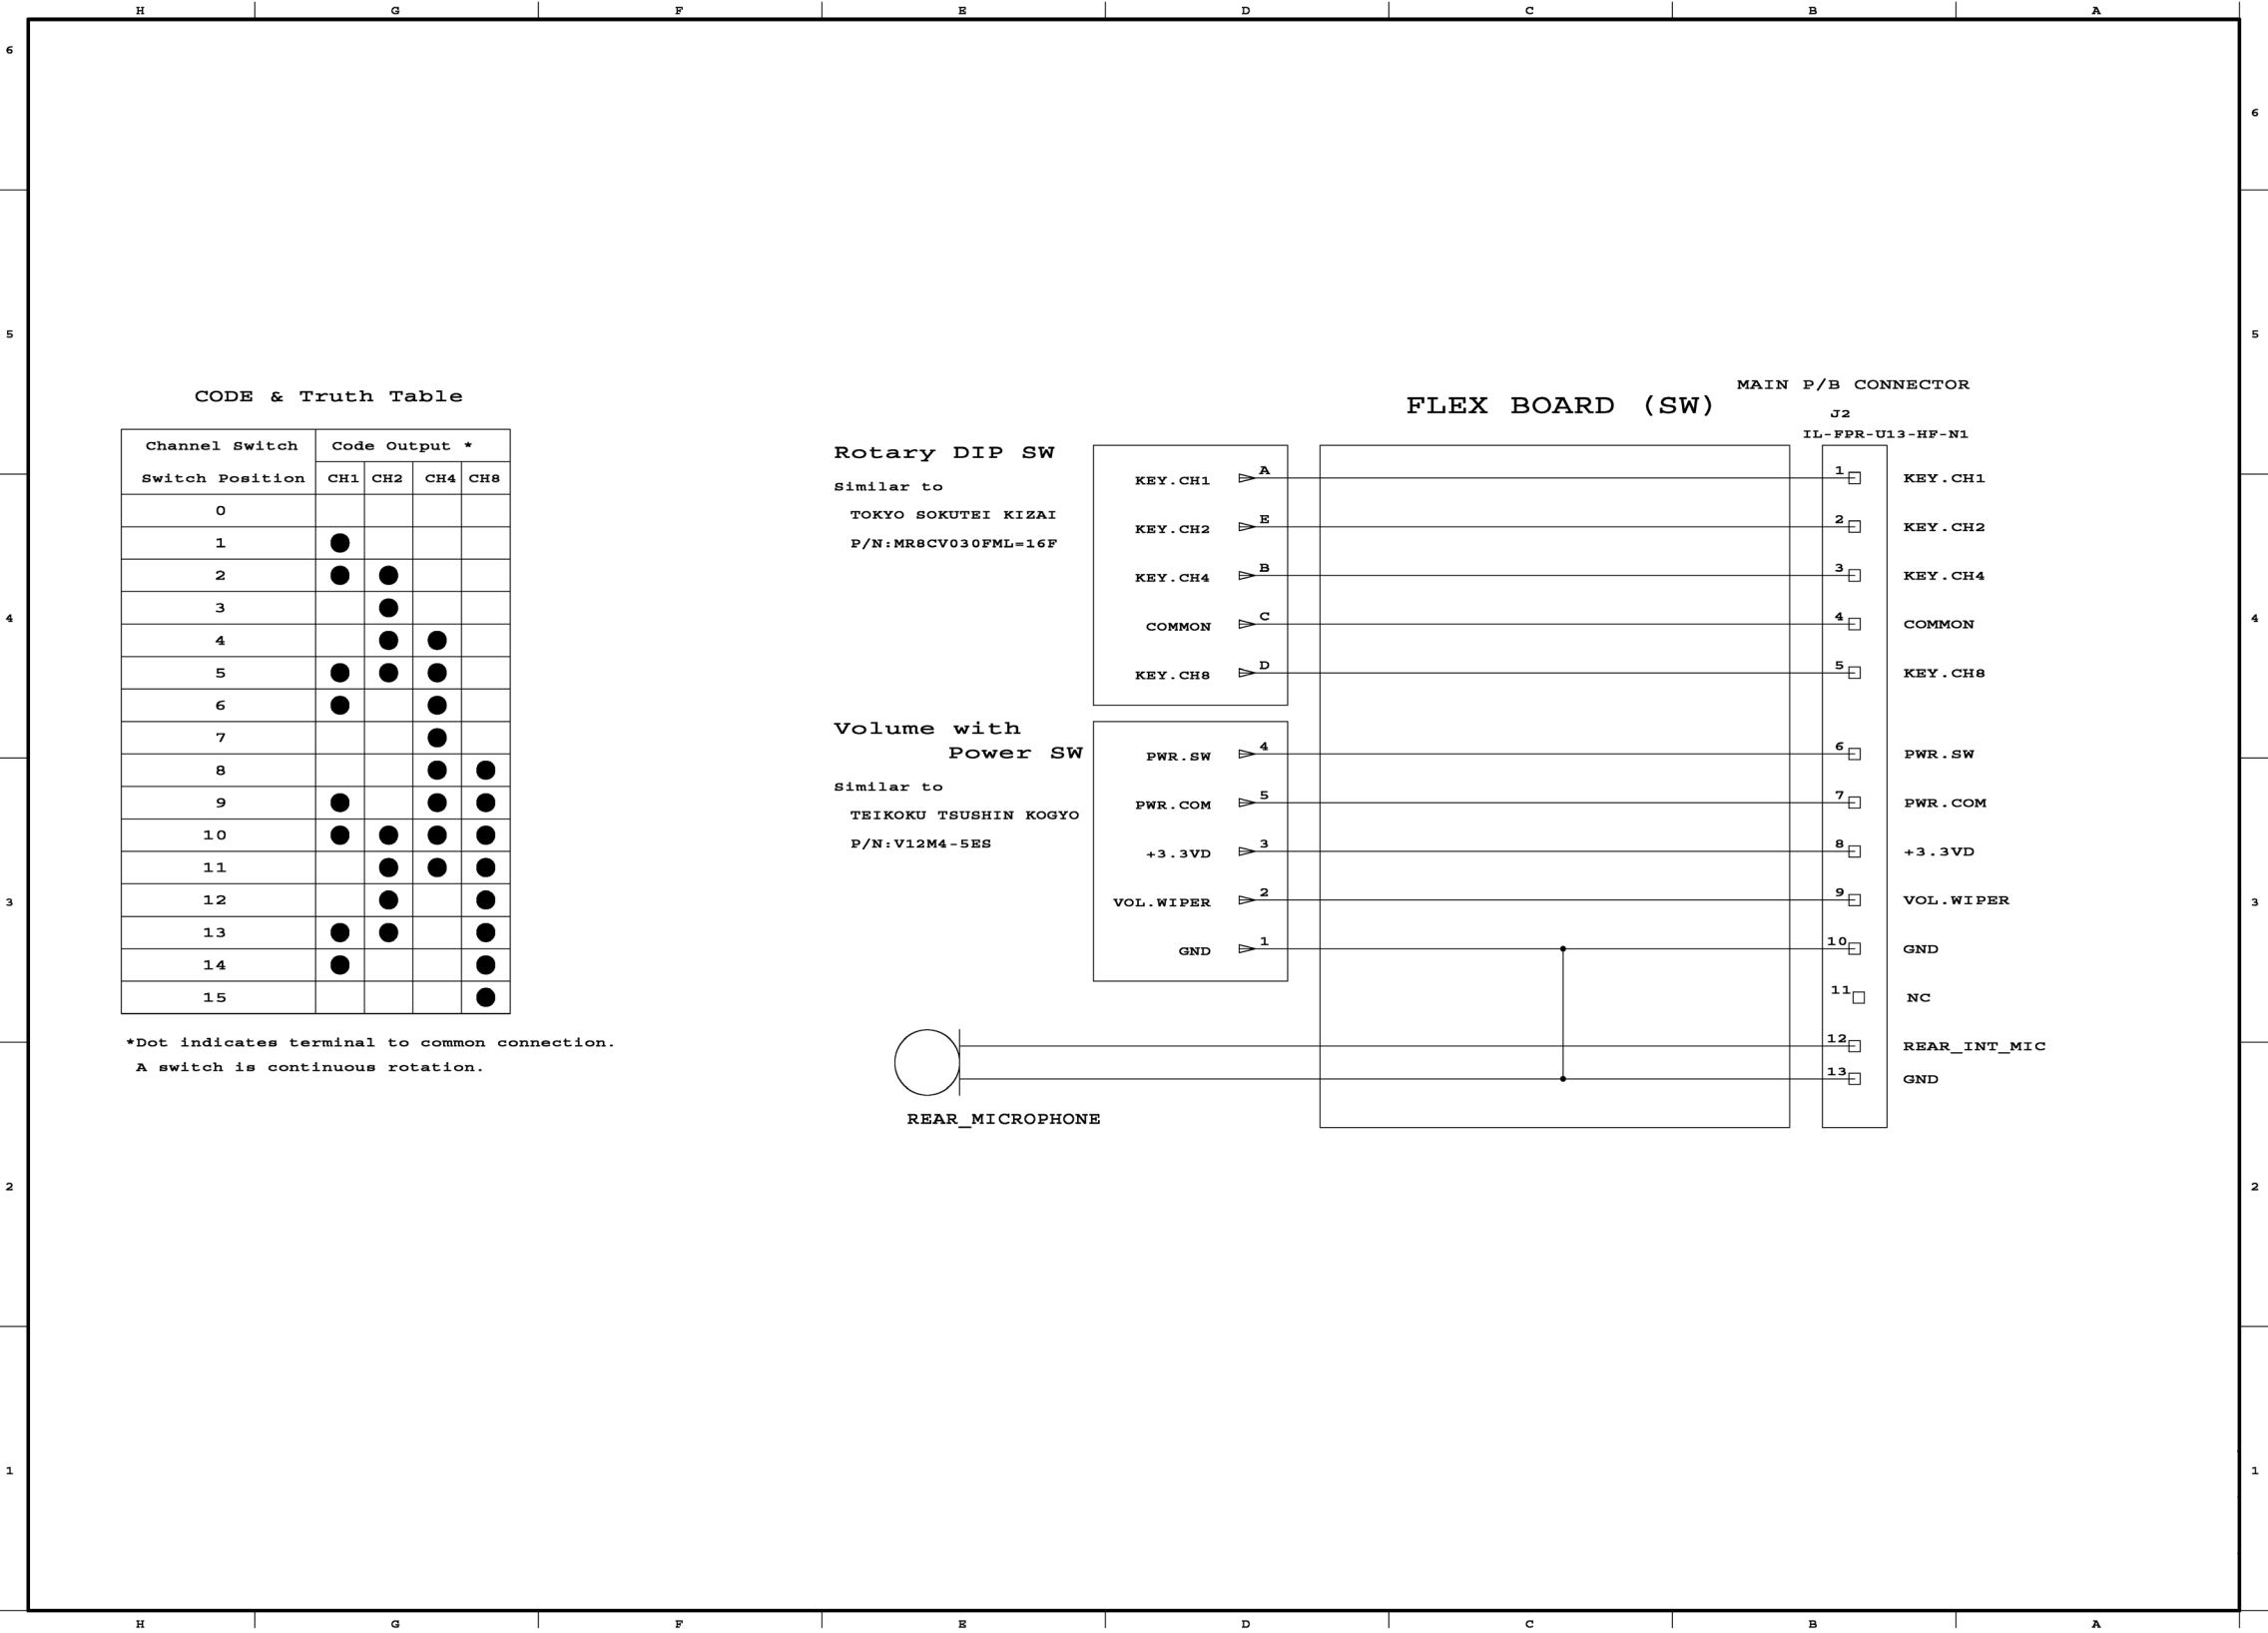 H G F E D C B A
6
6
5
5
4
4
3
3
2
2
1
1
CODE & Truth Table
Channel Switch Code Output *
Switch Position CH1 CH2 CH4 CH8
0
1 ●
2 ● ●
3 ●
4 ● ●
5 ● ● ●
6 ● ●
7 ●
8 ● ●
9 ● ● ●
10 ● ● ● ●
11 ● ● ●
12 ● ●
13 ● ● ●
14 ● ●
15 ●
*Dot indicates terminal to common connection.
A switch is continuous rotation.
Rotary DIP SW
Similar to
TOKYO SOKUTEI KIZAI
P/N:MR8CV030FML=16F
Volume with
Power SW
Similar to
TEIKOKU TSUSHIN KOGYO
P/N:V12M4-5ES
REAR_MICROPHONE
FLEX BOARD (SW)
MAIN P/B CONNECTOR
J2
IL-FPR-U13-HF-N1
KEY.CH1 A 1 KEY.CH1
KEY.CH2 E 2 KEY.CH2
KEY.CH4 B 3 KEY.CH4
COMMON C 4 COMMON
KEY.CH8 D 5 KEY.CH8
PWR.SW 4 6 PWR.SW
PWR.COM 5 7 PWR.COM
+3.3VD 3 8 +3.3VD
VOL.WIPER 2 9 VOL.WIPER
GND 1 10 GND
11 NC
12 REAR_INT_MIC
13 GND
H G F E D C B A